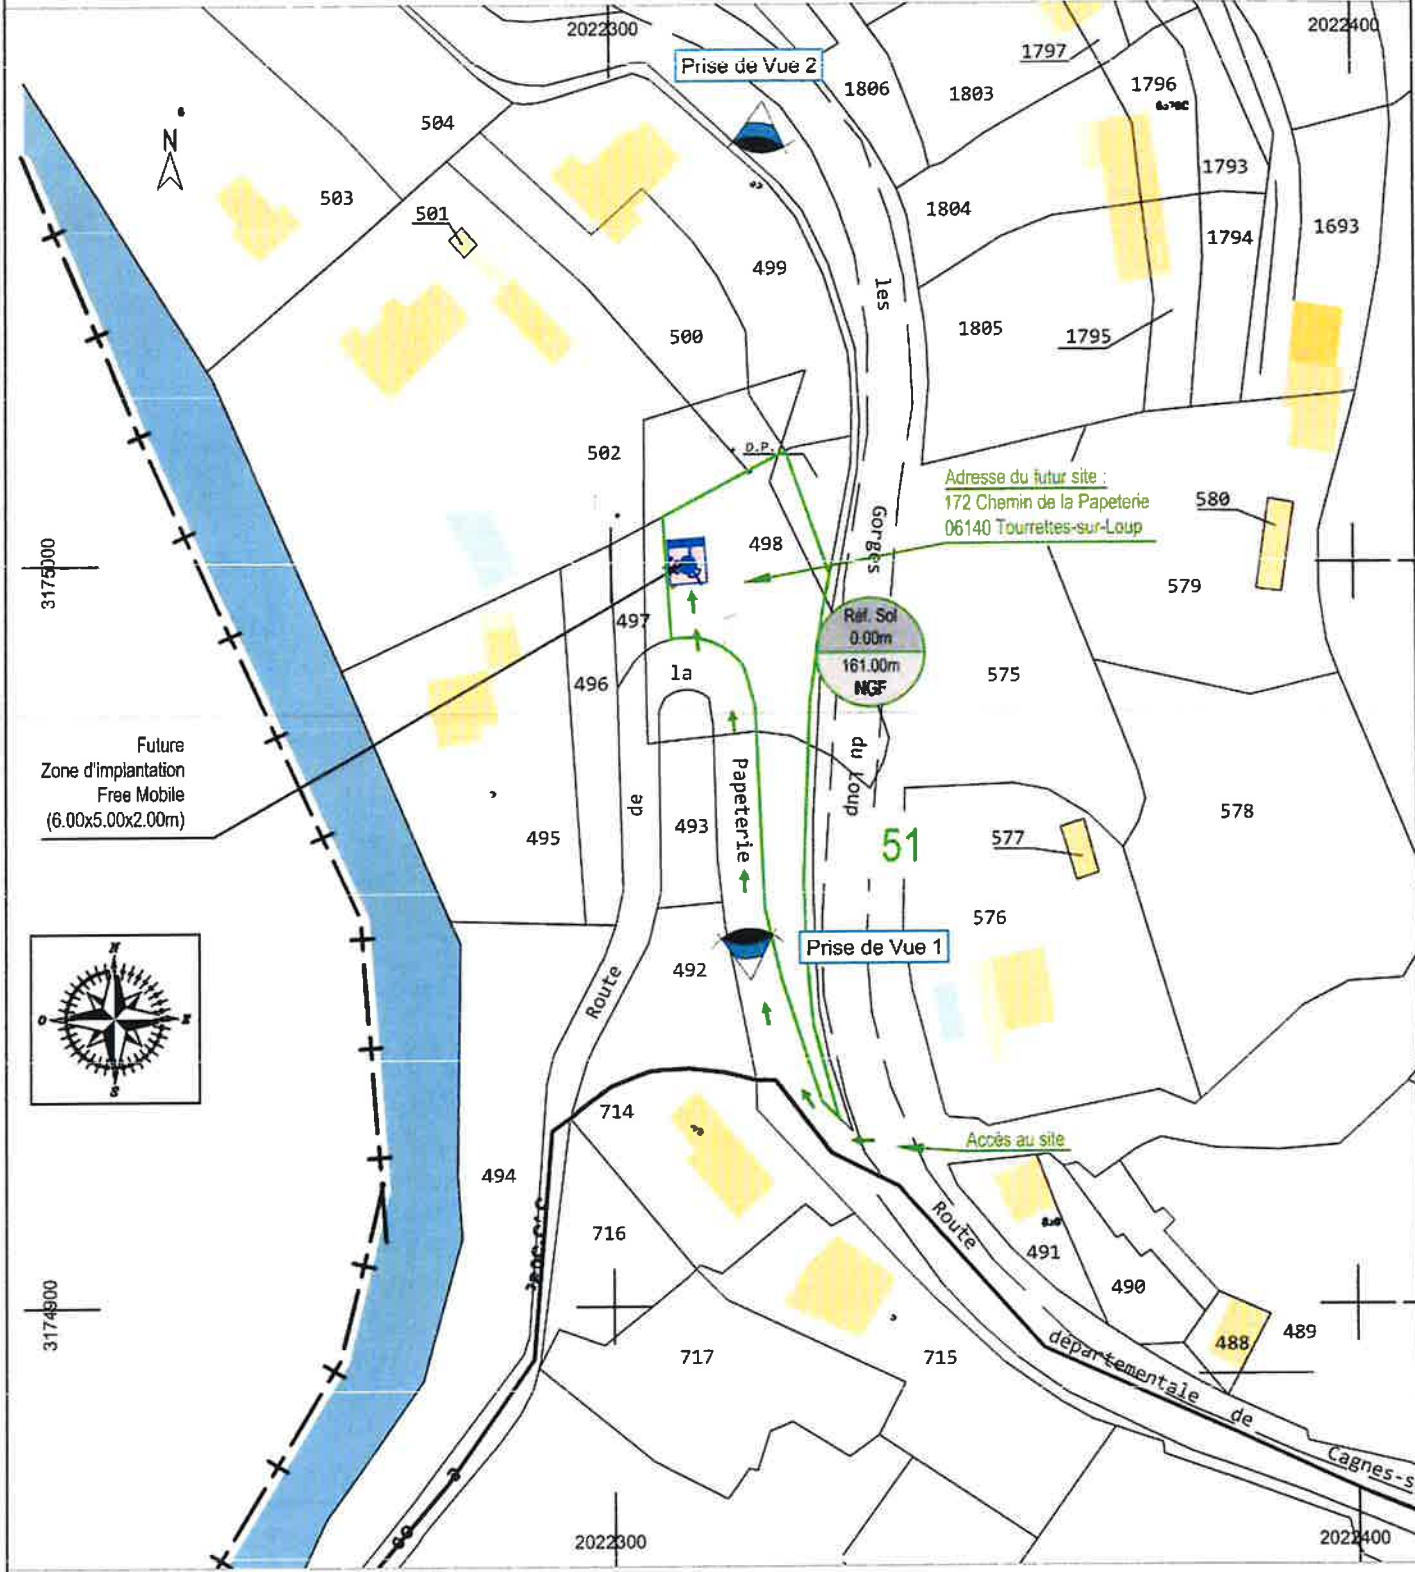 2022300
2022400
Prise de Vue 2
1797
1806
1803
1796
504
N
503
501
1793
1804
1794
1693
499
les
500
1805
1795
502
D.P.
Adresse du futur site :
172 Chemin de la Papeterie
06140 Tourrettes-sur-Loup
580
498
Gorges
3175000
579
497
Réf. Sol
0.00m
161.00m
NGF
496
la
575
Future
Zone d'implantation
Free Mobile
(6.00x5.00x2.00m)
du Loup
Papeterie
de
493
578
495
51
577
576
Prise de Vue 1
492
Route
N
O
E
S
714
Accès au site
494
Route
716
491
490
3174900
717
715
488
489
départementale de Cagnes-s
2022300
2022400